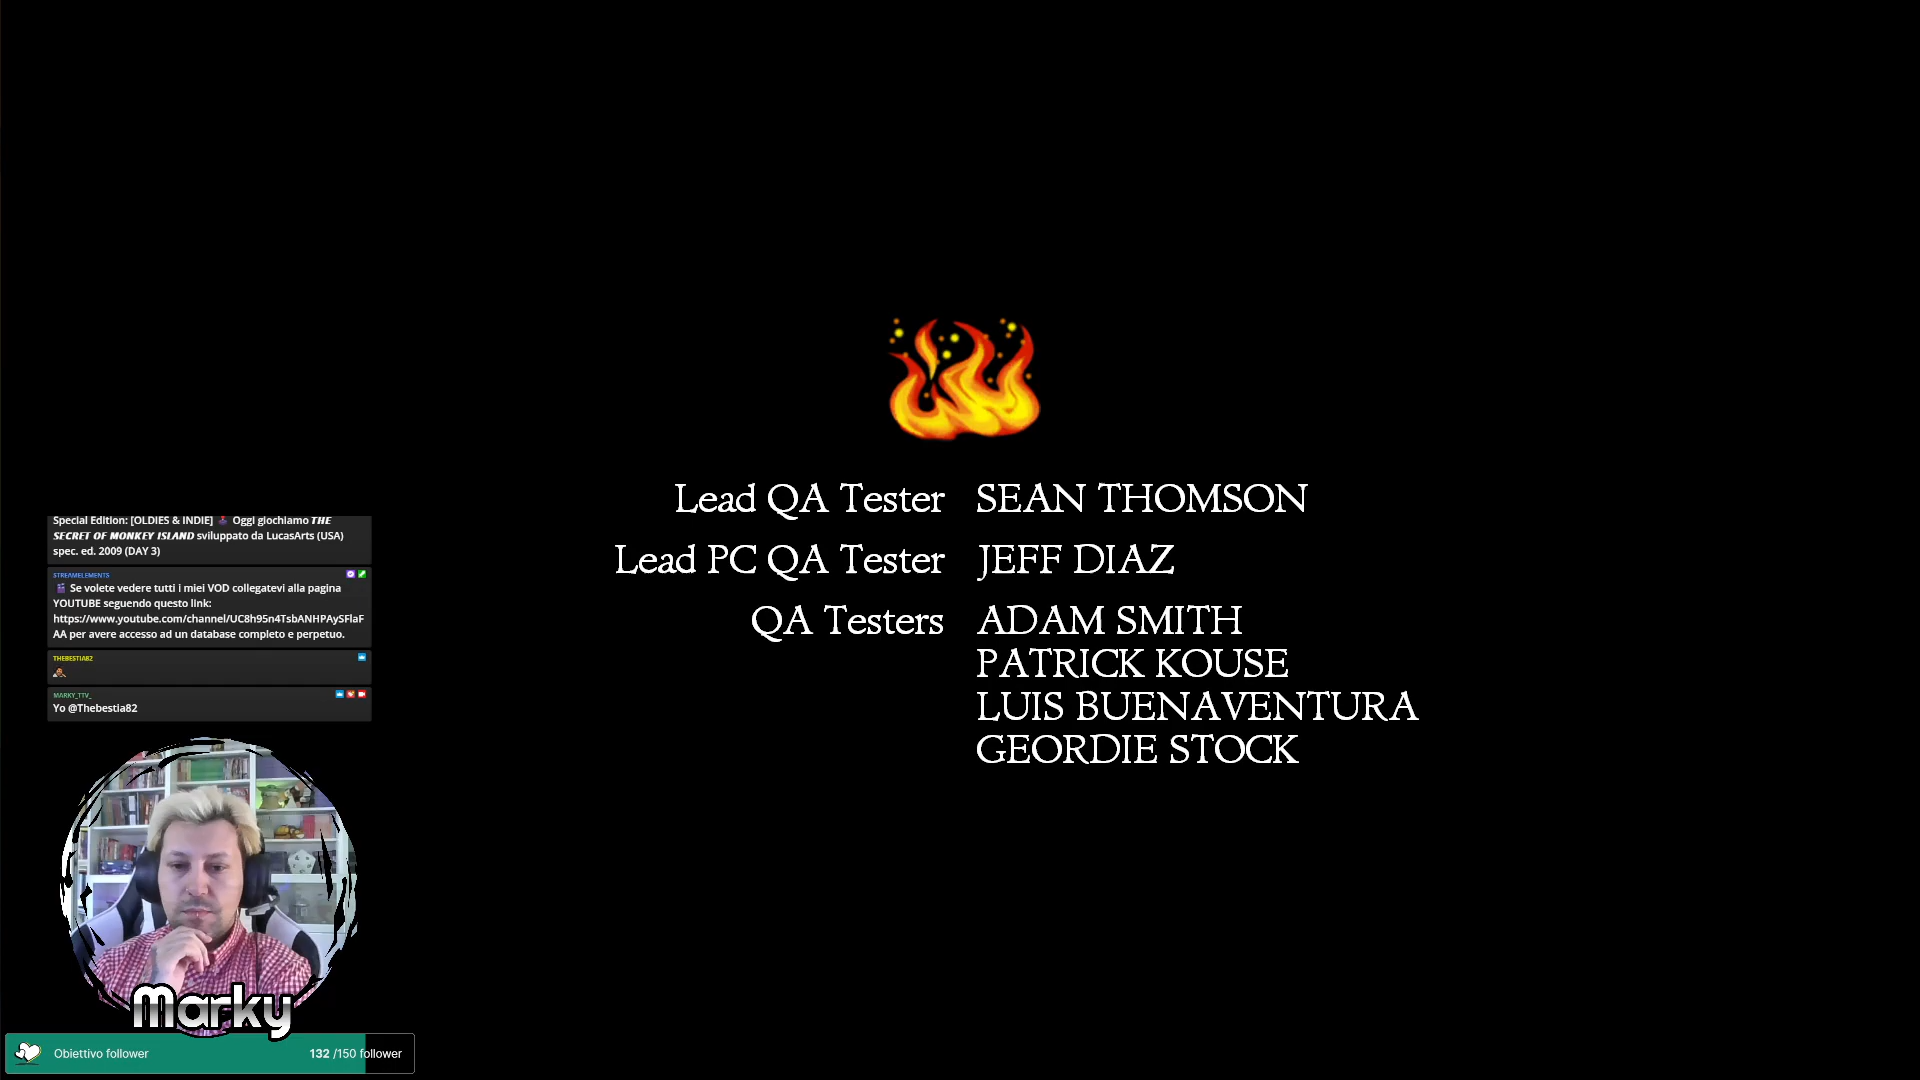 Lead QA Tester SEAN THOMSON
Lead PC QA Tester JEFF DIAZ
QA Testers ADAM SMITH
PATRICK KOUSE
LUIS BUENAVENTURA
GEORDIE STOCK
Special Edition: [OLDIES & INDIE] Oggi giochiamo THE
SECRET OF MONKEY ISLAND sviluppato da LucasArts (USA)
spec. ed. 2009 (DAY 3)
STREAMELEMENTS
Se volete vedere tutti i miei VOD collegatevi alla pagina
YOUTUBE seguendo questo link:
https://www.youtube.com/channel/UC8h95n4TsbANHPAySFlaF
AA per avere accesso ad un database completo e perpetuo.
THEBESTIA82
MARKY_TTV_
Yo @Thebestia82
Marky
Obiettivo follower 132 /150 follower